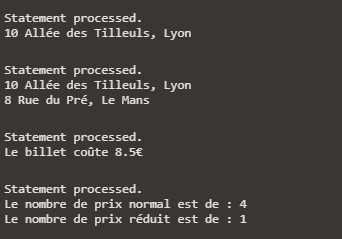 Statement processed.
10 Allée des Tilleuls, Lyon
Statement processed.
10 Allée des Tilleuls, Lyon
8 Rue du Pré, Le Mans
Statement processed.
Le billet coûte 8.5€
Statement processed.
Le nombre de prix normal est de : 4
Le nombre de prix réduit est de : 1